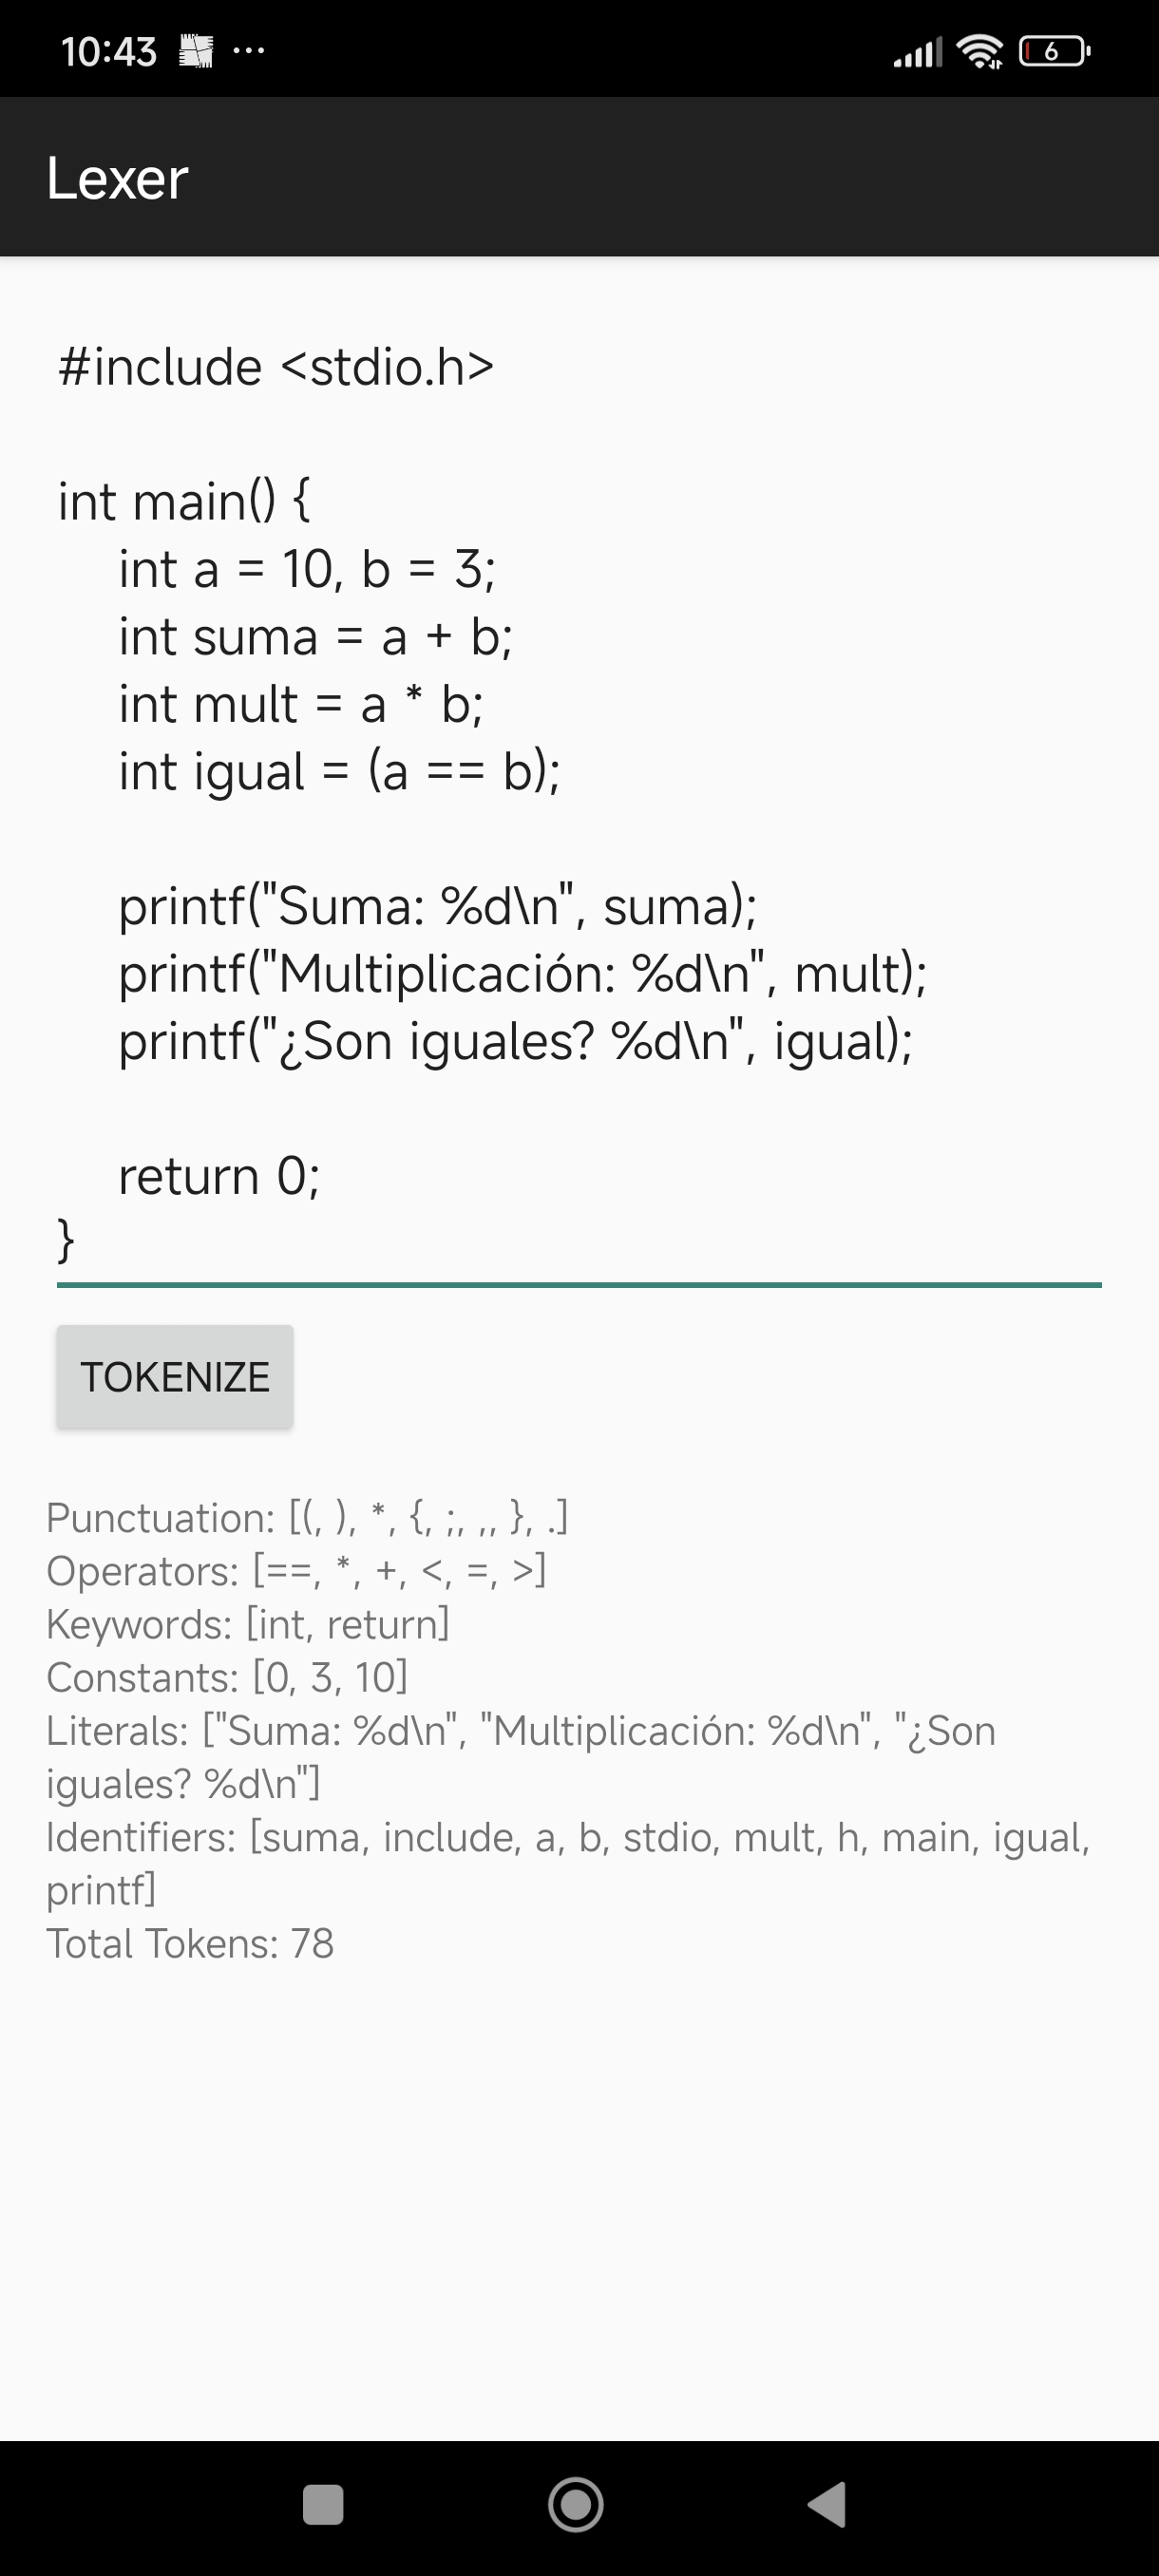 10:43 ... 6
Lexer
#include <stdio.h>
int main() {
int a = 10, b = 3;
int suma = a + b;
int mult = a * b;
int igual = (a == b);
printf("Suma: %d\n", suma);
printf("Multiplicación: %d\n", mult);
printf("¿Son iguales? %d\n", igual);
return 0;
}
TOKENIZE
Punctuation: [(, ), *, {, ;, ,, }, .]
Operators: [==, *, +, <, =, >]
Keywords: [int, return]
Constants: [0, 3, 10]
Literals: ["Suma: %d\n", "Multiplicación: %d\n", "¿Son
iguales? %d\n"]
Identifiers: [suma, include, a, b, stdio, mult, h, main, igual,
printf]
Total Tokens: 78